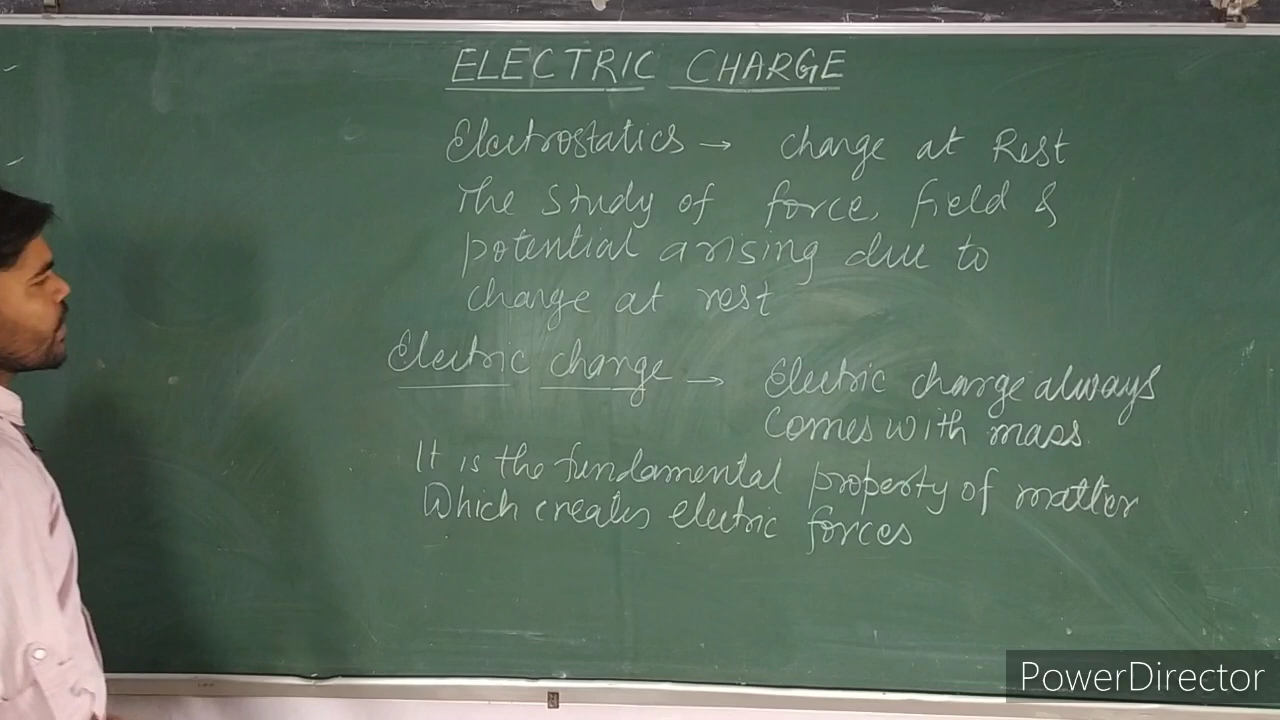 ELECTRIC CHARGE
Electrostatics → charge at Rest
The study of force, field &
potential arising due to
charge at rest
Electric charge → Electric charge always
comes with mass.
It is the fundamental property of matter
Which creates electric forces
PowerDirector